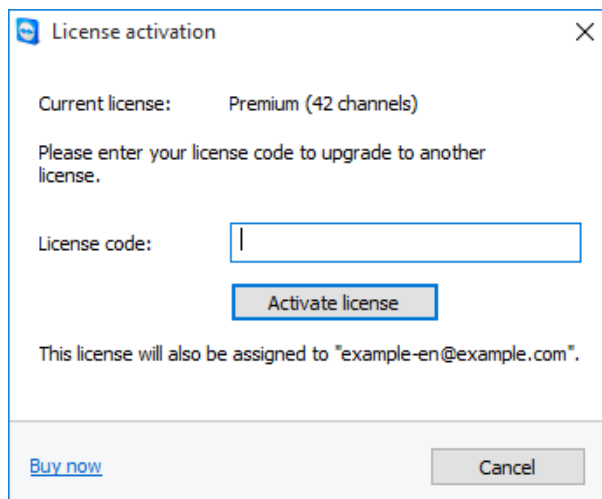 License activation
Current license: Premium (42 channels)
Please enter your license code to upgrade to another
license.
License code:
Activate license
This license will also be assigned to "example-en@example.com".
Buy now Cancel